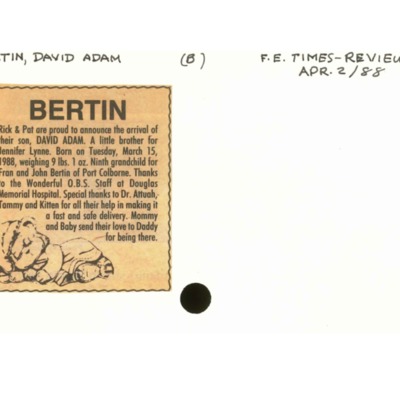 TIN, DAVID ADAM (B) F.E. TIMES-REVIEW
APR. 2/88
BERTIN
Rick & Pat are proud to announce the arrival of
their son, DAVID ADAM. A little brother for
Jennifer Lynne. Born on Tuesday, March 15,
1988, weighing 9 lbs. 1 oz. Ninth grandchild for
Fran and John Bertin of Port Colborne. Thanks
to the Wonderful O.B.S. Staff at Douglas
Memorial Hospital. Special thanks to Dr. Attuah,
Tammy and Kitten for all their help in making it
a fast and safe delivery. Mommy
and Baby send their love to Daddy
for being there.